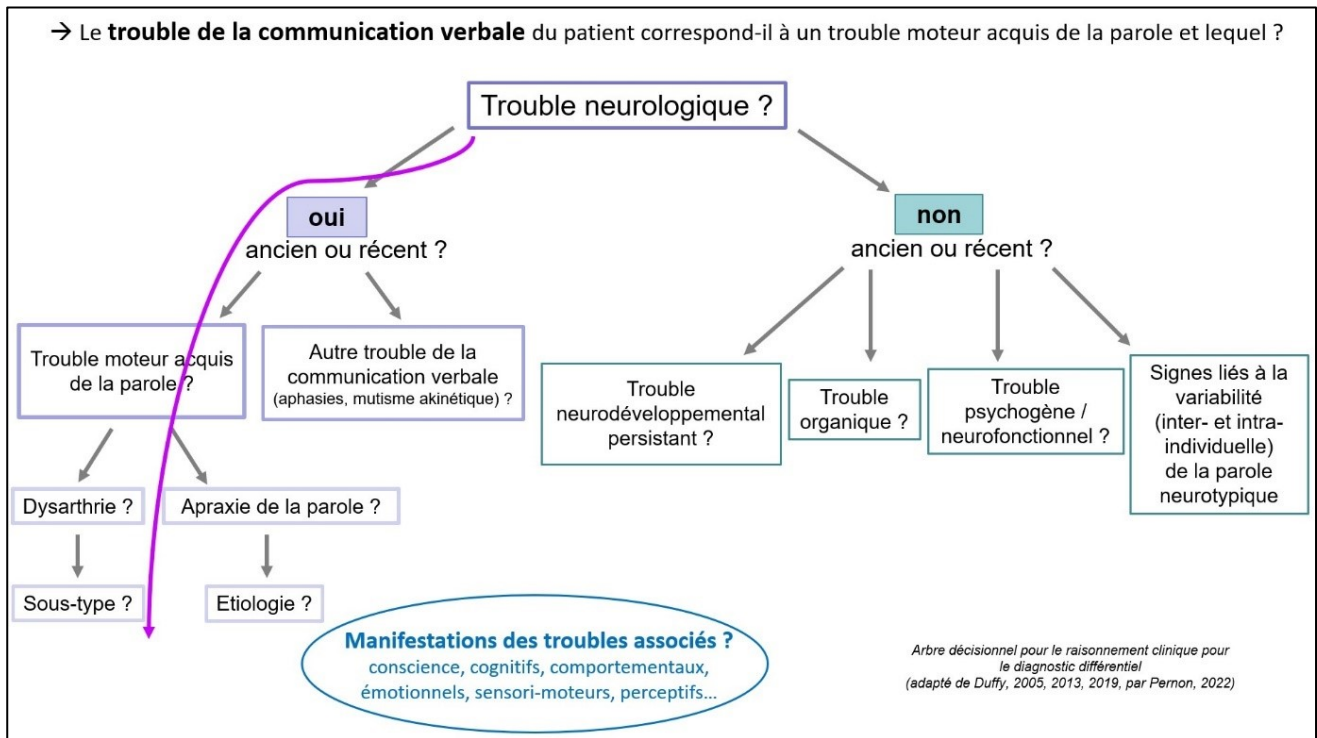 → Le trouble de la communication verbale du patient correspond-il à un trouble moteur acquis de la parole et lequel ?
Trouble neurologique ?
oui
ancien ou récent ?
non
ancien ou récent ?
Trouble moteur acquis
de la parole ?
Autre trouble de la
communication verbale
(aphasies, mutisme akinétique) ?
Trouble
neurodéveloppemental
persistant ?
Trouble
organique ?
Trouble
psychogène /
neurofonctionnel ?
Signes liés à la
variabilité
(inter- et intra-
individuelle)
de la parole
neurotypique
Dysarthrie ?
Apraxie de la parole ?
Sous-type ?
Etiologie ?
Manifestations des troubles associés ?
conscience, cognitifs, comportementaux,
émotionnels, sensori-moteurs, perceptifs...
Arbre décisionnel pour le raisonnement clinique pour
le diagnostic différentiel
(adapté de Duffy, 2005, 2013, 2019, par Pernon, 2022)